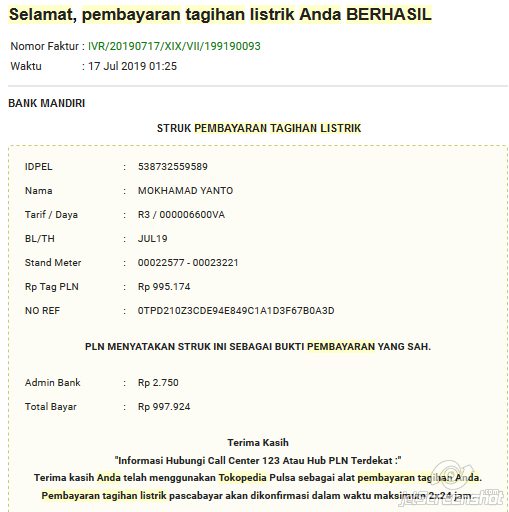 Selamat, pembayaran tagihan listrik Anda BERHASIL
Nomor Faktur : IVR/20190717/XIX/VII/199190093
Waktu : 17 Jul 2019 01:25
BANK MANDIRI
STRUK PEMBAYARAN TAGIHAN LISTRIK
IDPEL : 538732559589
Nama : MOKHAMAD YANTO
Tarif / Daya : R3 / 000006600VA
BL/TH : JUL19
Stand Meter : 00022577 - 00023221
Rp Tag PLN : Rp 995.174
NO REF : 0TPD210Z3CDE94E849C1A1D3F67B0A3D
PLN MENYATAKAN STRUK INI SEBAGAI BUKTI PEMBAYARAN YANG SAH.
Admin Bank : Rp 2.750
Total Bayar : Rp 997.924
Terima Kasih
"Informasi Hubungi Call Center 123 Atau Hub PLN Terdekat :"
Terima kasih Anda telah menggunakan Tokopedia Pulsa sebagai alat pembayaran tagihan Anda.
Pembayaran tagihan listrik pascabayar akan dikonfirmasi dalam waktu maksimum 2x24 jam.